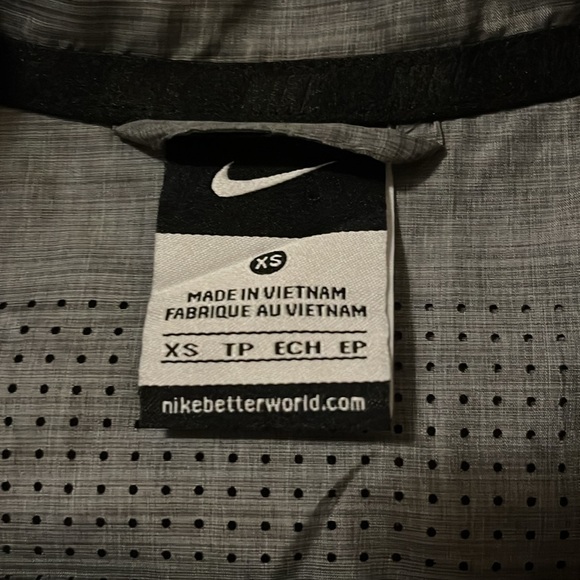 XS
MADE IN VIETNAM
FABRIQUE AU VIETNAM
XS TP ECH EP
nikebetterworld.com